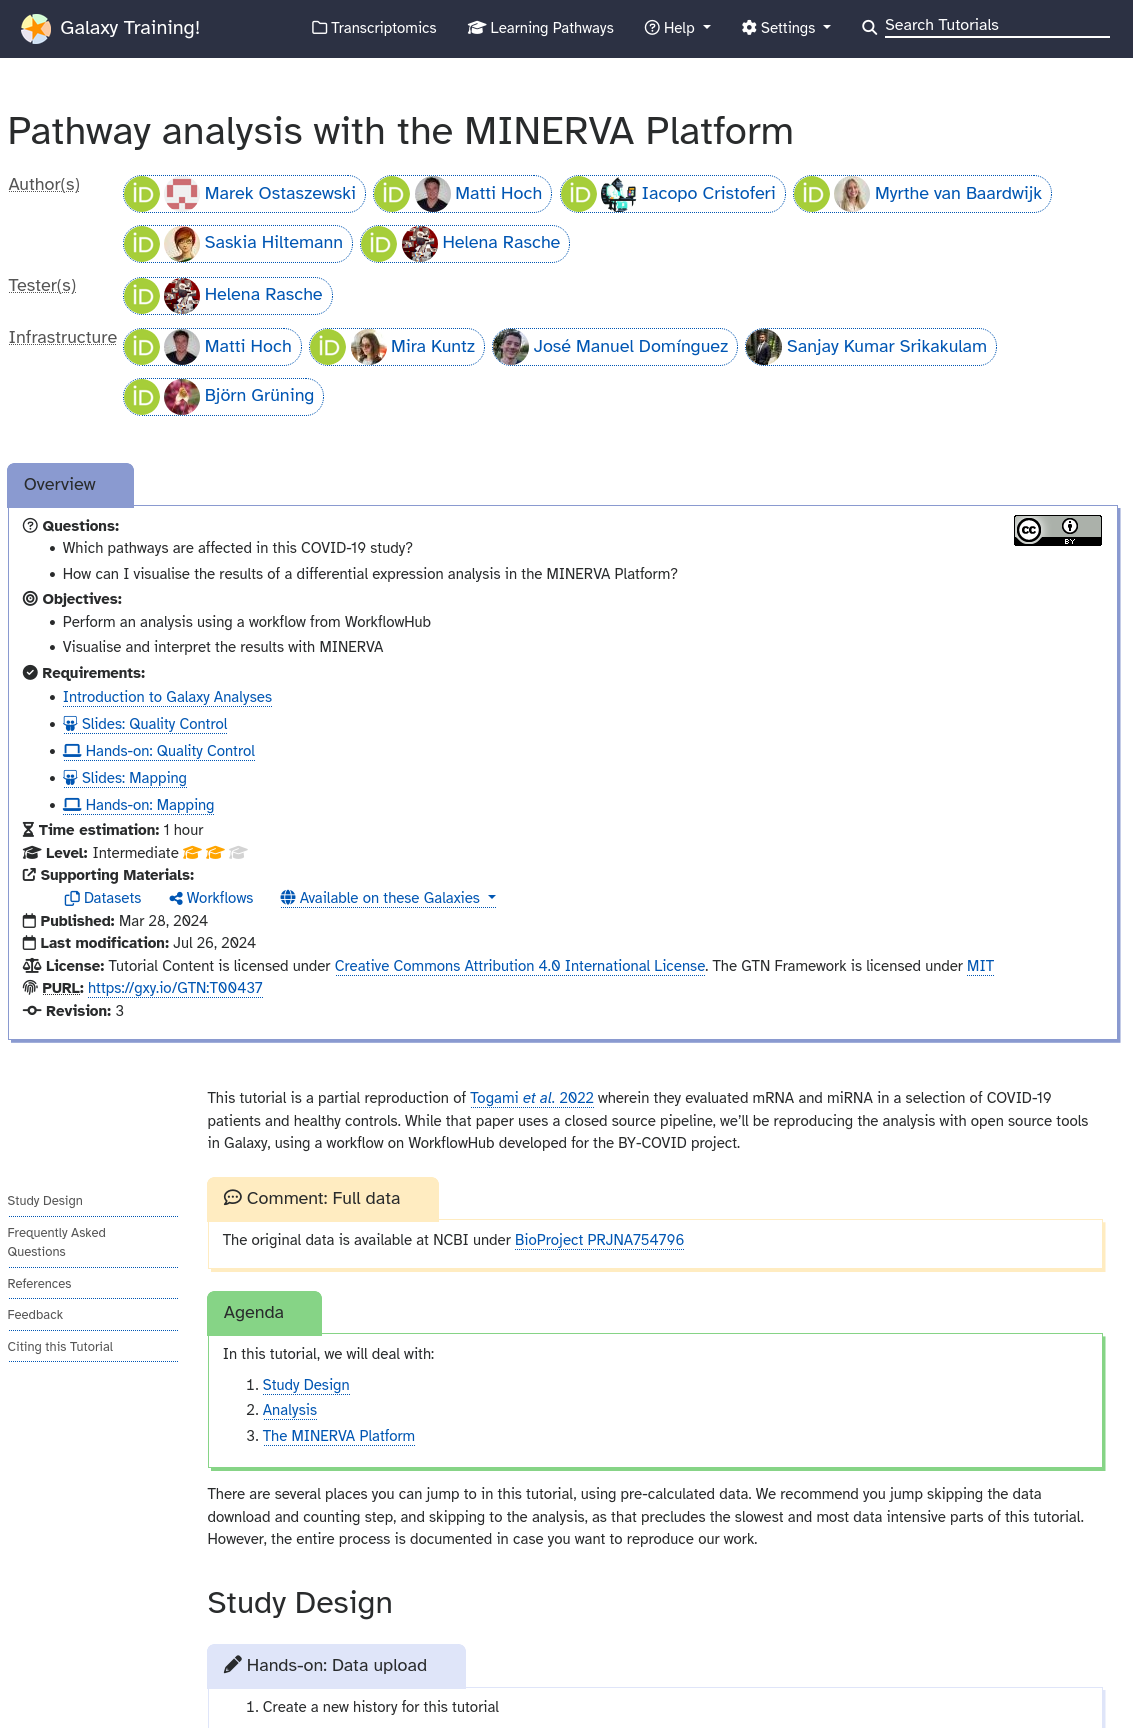 Galaxy Training!
Transcriptomics
Learning Pathways
Help
Settings
Search Tutorials
Pathway analysis with the MINERVA Platform
Author(s)
iD Marek Ostaszewski iD Matti Hoch iD Iacopo Cristoferi iD Myrthe van Baardwijk
iD Saskia Hiltemann iD Helena Rasche
Tester(s)
iD Helena Rasche
Infrastructure
iD Matti Hoch iD Mira Kuntz José Manuel Domínguez Sanjay Kumar Srikakulam
iD Björn Grüning
Overview
Questions:
CC BY
• Which pathways are affected in this COVID-19 study?
• How can I visualise the results of a differential expression analysis in the MINERVA Platform?
Objectives:
• Perform an analysis using a workflow from WorkflowHub
• Visualise and interpret the results with MINERVA
Requirements:
• Introduction to Galaxy Analyses
• Slides: Quality Control
• Hands-on: Quality Control
• Slides: Mapping
• Hands-on: Mapping
Time estimation: 1 hour
Level: Intermediate
Supporting Materials:
Datasets Workflows Available on these Galaxies
Published: Mar 28, 2024
Last modification: Jul 26, 2024
License: Tutorial Content is licensed under Creative Commons Attribution 4.0 International License. The GTN Framework is licensed under MIT
PURL: https://gxy.io/GTN:T00437
Revision: 3
This tutorial is a partial reproduction of Togami et al. 2022 wherein they evaluated mRNA and miRNA in a selection of COVID-19
patients and healthy controls. While that paper uses a closed source pipeline, we’ll be reproducing the analysis with open source tools
in Galaxy, using a workflow on WorkflowHub developed for the BY-COVID project.
Study Design
Frequently Asked
Questions
References
Feedback
Citing this Tutorial
Comment: Full data
The original data is available at NCBI under BioProject PRJNA754796
Agenda
In this tutorial, we will deal with:
1. Study Design
2. Analysis
3. The MINERVA Platform
There are several places you can jump to in this tutorial, using pre-calculated data. We recommend you jump skipping the data
download and counting step, and skipping to the analysis, as that precludes the slowest and most data intensive parts of this tutorial.
However, the entire process is documented in case you want to reproduce our work.
Study Design
Hands-on: Data upload
1. Create a new history for this tutorial